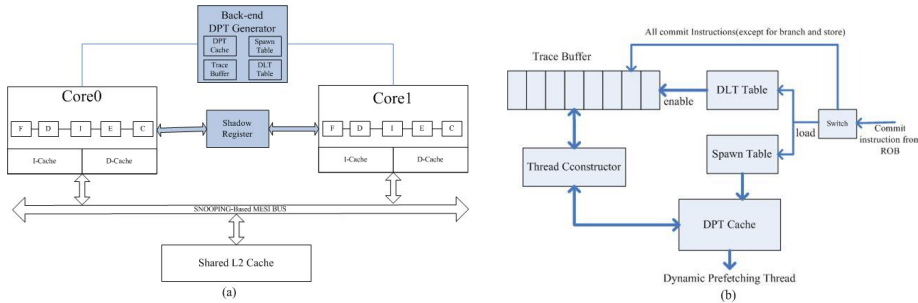 Back-end
DPT Generator
DPT
Cache
Spawn
Table
Trace
Buffer
DLT
Table
Core0
F D I E C
I-Cache D-Cache
Shadow
Register
Core1
F D I E C
I-Cache D-Cache
SNOOPING-Based MESI BUS
Shared L2 Cache
(a)
All commit Instructions(except for branch and store)
Trace Buffer
enable
DLT Table
Switch
load
Commit
instruction from
ROB
Thread Cconstructor
Spawn Table
DPT Cache
Dynamic Prefetching Thread
(b)